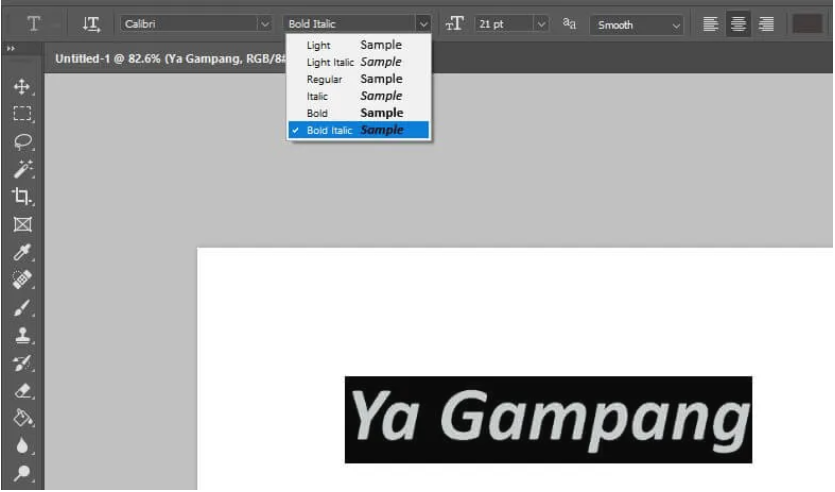 T Calibri Bold Italic 21 pt aa Smooth
Untitled-1 @ 82.6% (Ya Gampang, RGB/8#
Light Sample
Light Italic Sample
Regular Sample
Italic Sample
Bold Sample
Bold Italic Sample
Ya Gampang